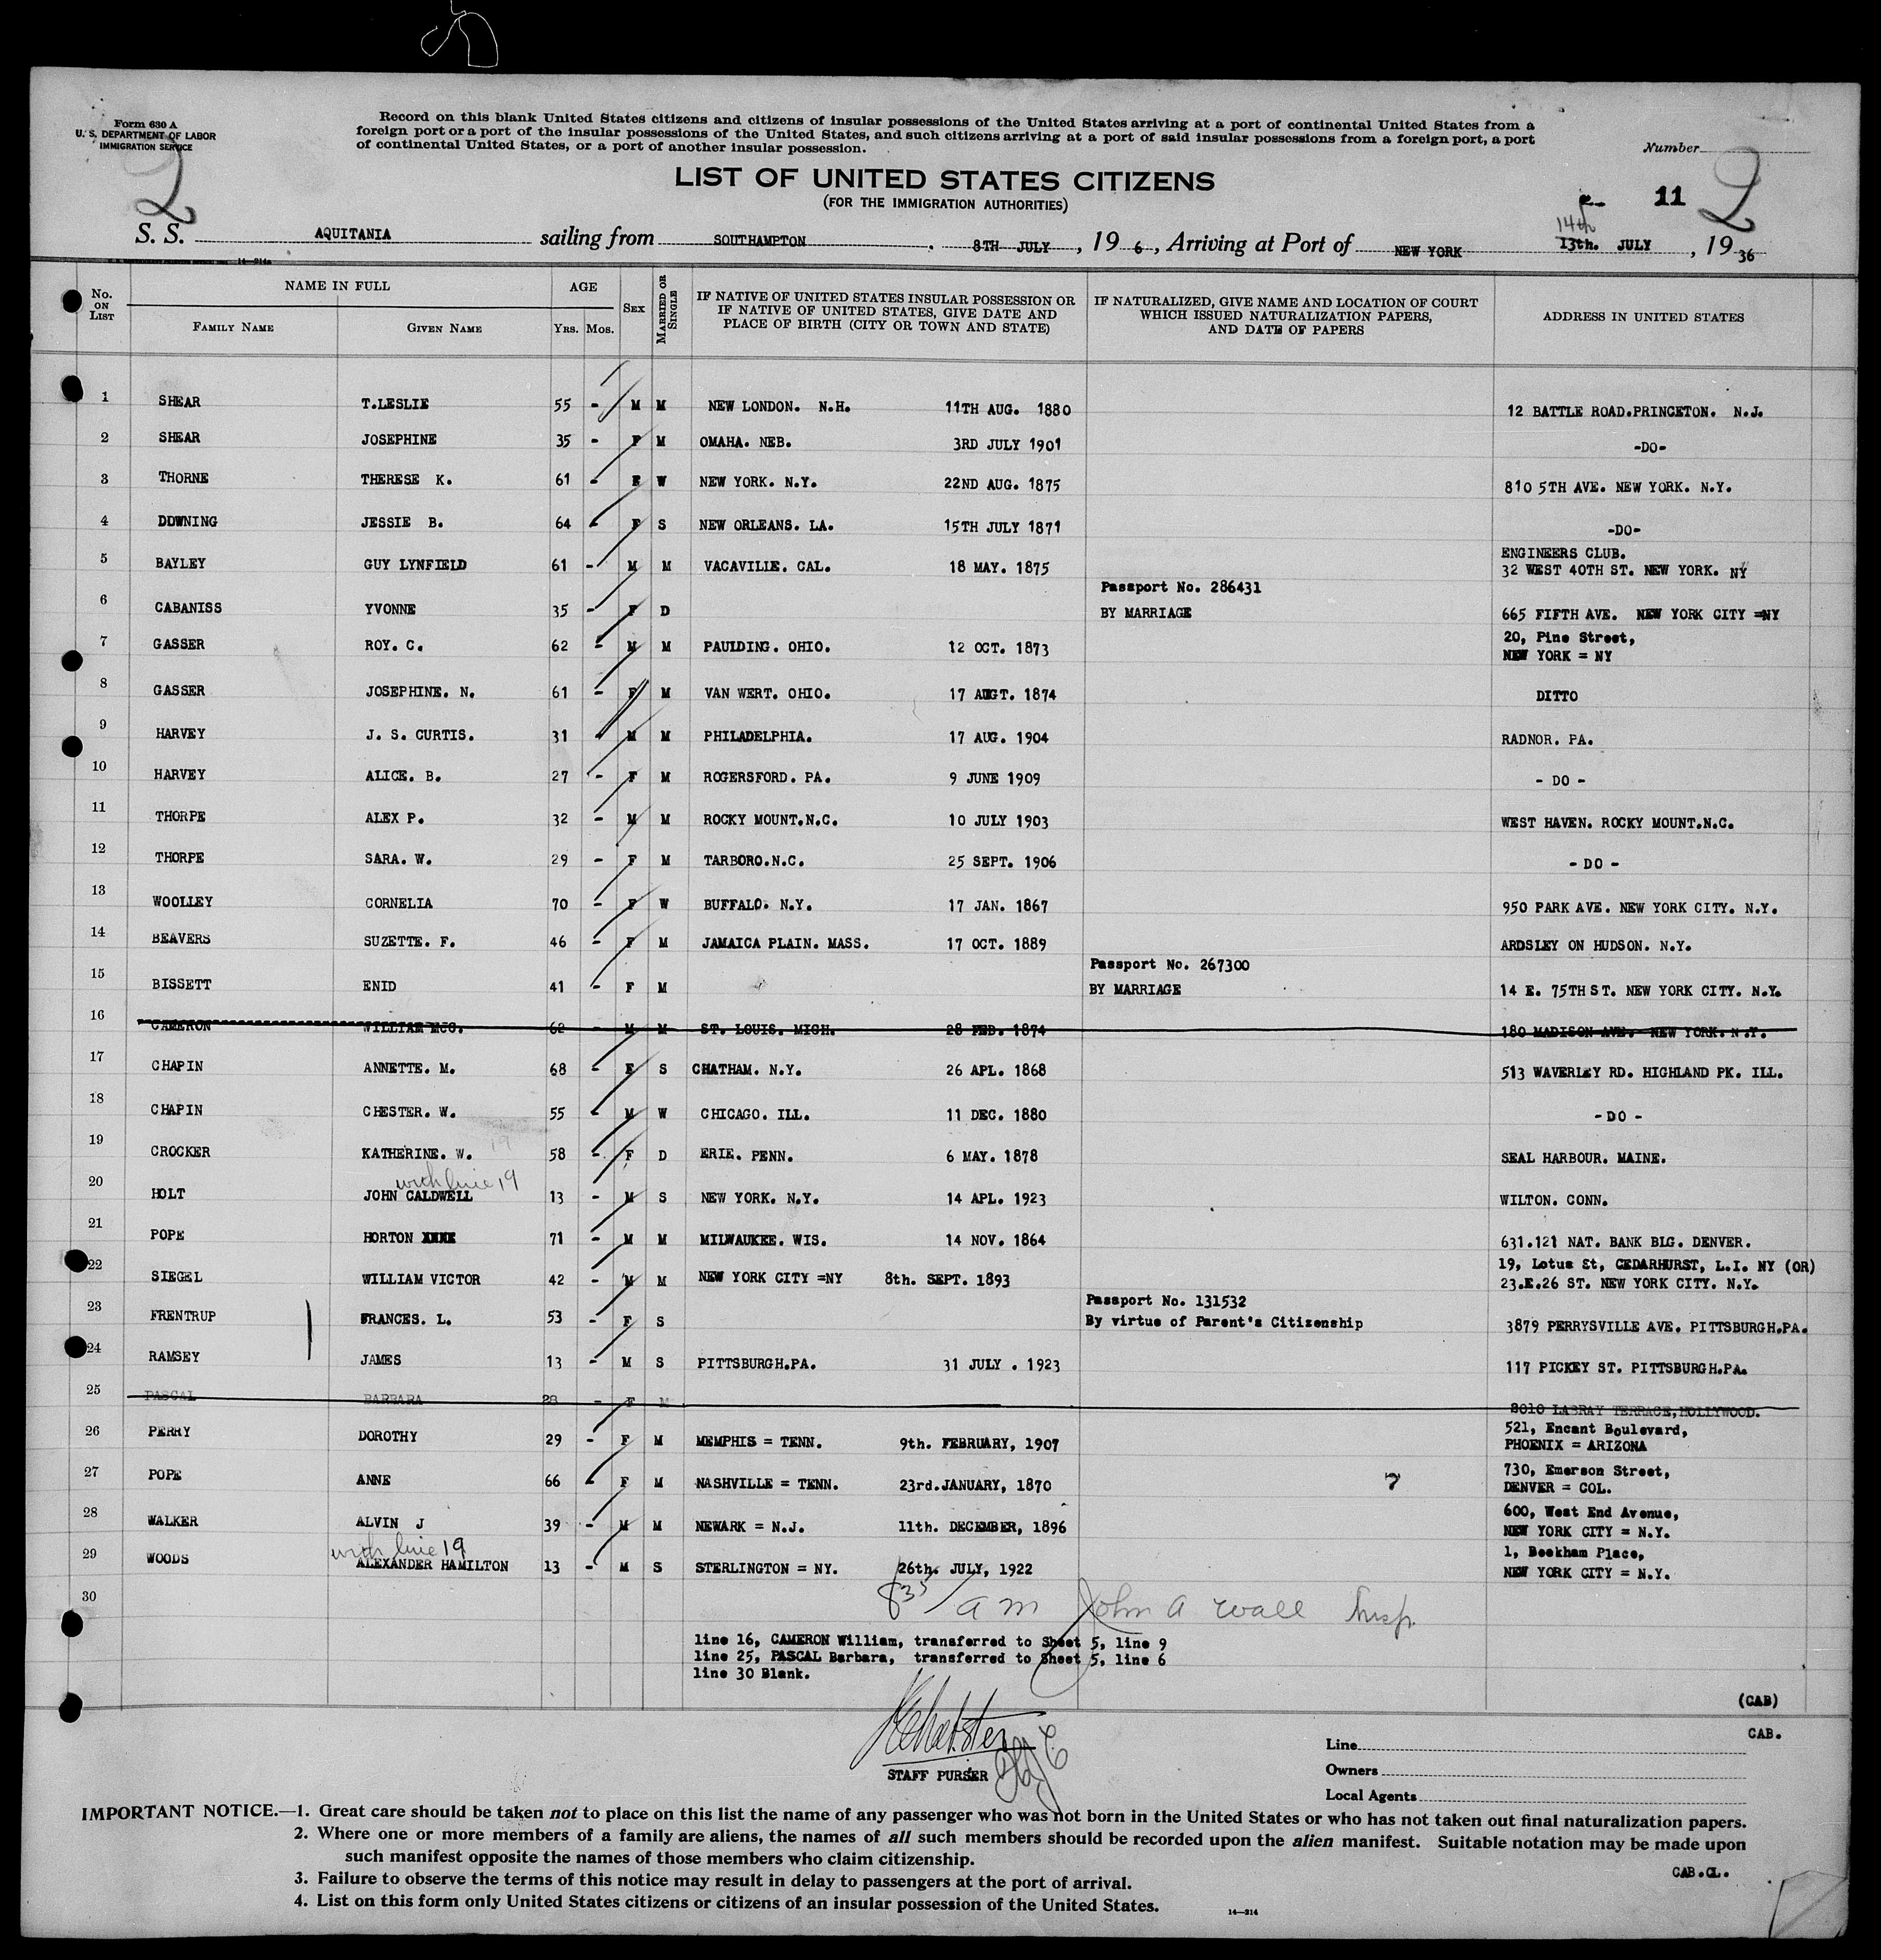 Form 630 A
U. S. DEPARTMENT OF LABOR
IMMIGRATION SERVICE
2
Record on this blank United States citizens and citizens of insular possessions of the United States arriving at a port of continental United States from a
foreign port or a port of the insular possessions of the United States, and such citizens arriving at a port of said insular possessions from a foreign port, a port
of continental United States, or a port of another insular possession.
Number
LIST OF UNITED STATES CITIZENS
(FOR THE IMMIGRATION AUTHORITIES)
11 2
14th
S. S. AQUITANIA sailing from SOUTHAMPTON . 8TH JULY , 19 6 , Arriving at Port of NEW YORK 13th. JULY , 19 36
14—214a
No. ON LIST NAME IN FULL FAMILY NAME GIVEN NAME AGE Yrs. Mos. SEX MARRIED OR SINGLE
IF NATIVE OF UNITED STATES INSULAR POSSESSION OR
IF NATIVE OF UNITED STATES, GIVE DATE AND
PLACE OF BIRTH (CITY OR TOWN AND STATE)
IF NATURALIZED, GIVE NAME AND LOCATION OF COURT
WHICH ISSUED NATURALIZATION PAPERS,
AND DATE OF PAPERS
ADDRESS IN UNITED STATES
1 SHEAR T.LESLIE 55 - M M NEW LONDON. N.H. 11TH AUG. 1880 12 BATTLE ROAD.PRINCETON. N.J.
2 SHEAR JOSEPHINE 35 - F M OMAHA. NEB. 3RD JULY 1901 -DO-
3 THORNE THERESE K. 61 - F W NEW YORK. N.Y. 22ND AUG. 1875 810 5TH AVE. NEW YORK. N.Y.
4 DOWNING JESSIE B. 64 - F S NEW ORLEANS. LA. 15TH JULY 1871 -DO-
5 BAYLEY GUY LYNFIELD 61 - M M VACAVILIE. CAL. 18 MAY. 1875 ENGINEERS CLUB.
32 WEST 40TH ST. NEW YORK. NY
Passport No. 286431
6 CABANISS YVONNE 35 - F D BY MARRIAGE 665 FIFTH AVE. NEW YORK CITY =NY
7 GASSER ROY. C. 62 - M M PAULDING. OHIO. 12 OCT. 1873 20, Pine Street,
NEW YORK = NY
8 GASSER JOSEPHINE. N. 61 - F M VAN WERT. OHIO. 17 AUGT. 1874 DITTO
9 HARVEY J. S. CURTIS. 31 - M M PHILADELPHIA. 17 AUG. 1904 RADNOR. PA.
10 HARVEY ALICE. B. 27 - F M ROGERSFORD. PA. 9 JUNE 1909 - DO -
11 THORPE ALEX P. 32 - M M ROCKY MOUNT.N.C. 10 JULY 1903 WEST HAVEN. ROCKY MOUNT.N.C.
12 THORPE SARA. W. 29 - F M TARBORO.N.C. 25 SEPT. 1906 - DO -
13 WOOLLEY CORNELIA 70 - F W BUFFALO. N.Y. 17 JAN. 1867 950 PARK AVE. NEW YORK CITY. N.Y.
14 BEAVERS SUZETTE. F. 46 - F M JAMAICA PLAIN. MASS. 17 OCT. 1889 ARDSLEY ON HUDSON. N.Y.
Passport No. 267300
15 BISSETT ENID 41 - F M BY MARRIAGE 14 E. 75TH ST. NEW YORK CITY. N.Y.
16 CAMERON WILLIAM MCG. 62 - M M ST. LOUIS. MICH. 28 FEB. 1874 180 MADISON AVE. NEW YORK. N.Y.
17 CHAPIN ANNETTE. M. 68 - F S CHATHAM. N.Y. 26 APL. 1868 513 WAVERLEY RD. HIGHLAND PK. ILL.
18 CHAPIN CHESTER. W. 55 - M W CHICAGO. ILL. 11 DEC. 1880 - DO -
19 CROCKER KATHERINE. W. 19 58 - F D ERIE. PENN. 6 MAY. 1878 SEAL HARBOUR. MAINE.
with line 19
20 HOLT JOHN CALDWELL 13 - M S NEW YORK. N.Y. 14 APL. 1923 WILTON. CONN.
21 POPE HORTON XXXX 71 - M M MILWAUKEE. WIS. 14 NOV. 1864 631.121 NAT. BANK BLG. DENVER.
22 SIEGEL WILLIAM VICTOR 42 - M M NEW YORK CITY =NY 8th. SEPT. 1893 19, Lotus St, CEDARHURST, L.I. NY (OR)
23.E.26 ST. NEW YORK CITY. N.Y.
Passport No. 131532
23 FRENTRUP FRANCES. L. 53 - F S By virtue of Parent's Citizenship 3879 PERRYSVILLE AVE. PITTSBURGH.PA.
24 RAMSEY JAMES 13 - M S PITTSBURGH.PA. 31 JULY . 1923 117 PICKEY ST. PITTSBURGH.PA.
25 PASCAL BARBARA 28 - F M 8010 LABRAY TERRACE,HOLLYWOOD.
26 PERRY DOROTHY 29 - F M MEMPHIS = TENN. 9th. FEBRUARY, 1907 521, Encant Boulevard,
PHOENIX = ARIZONA
27 POPE ANNE 66 - F M NASHVILLE = TENN. 23rd.JANUARY, 1870 7 730, Emerson Street,
DENVER = COL.
28 WALKER ALVIN J 39 - M M NEWARK = N.J. 11th. DECEMBER, 1896 600, West End Avenue,
NEW YORK CITY = N.Y.
with line 19
29 WOODS ALEXANDER HAMILTON 13 - M S STERLINGTON = NY. 26th. JULY, 1922 1, Beekham Place,
NEW YORK CITY = N.Y.
30 835 / am John A Wall Insp.
line 16, CAMERON William, transferred to Sheet 5, line 9
line 25, PASCAL Barbara, transferred to Sheet 5, line 6
line 30 Blank.
(CAB)
CAB.
STAFF PURSER
Line
Owners
Local Agents
IMPORTANT NOTICE.—1. Great care should be taken not to place on this list the name of any passenger who was not born in the United States or who has not taken out final naturalization papers.
2. Where one or more members of a family are aliens, the names of all such members should be recorded upon the alien manifest. Suitable notation may be made upon
such manifest opposite the names of those members who claim citizenship.
CAB.CL.
3. Failure to observe the terms of this notice may result in delay to passengers at the port of arrival.
4. List on this form only United States citizens or citizens of an insular possession of the United States.
14—214